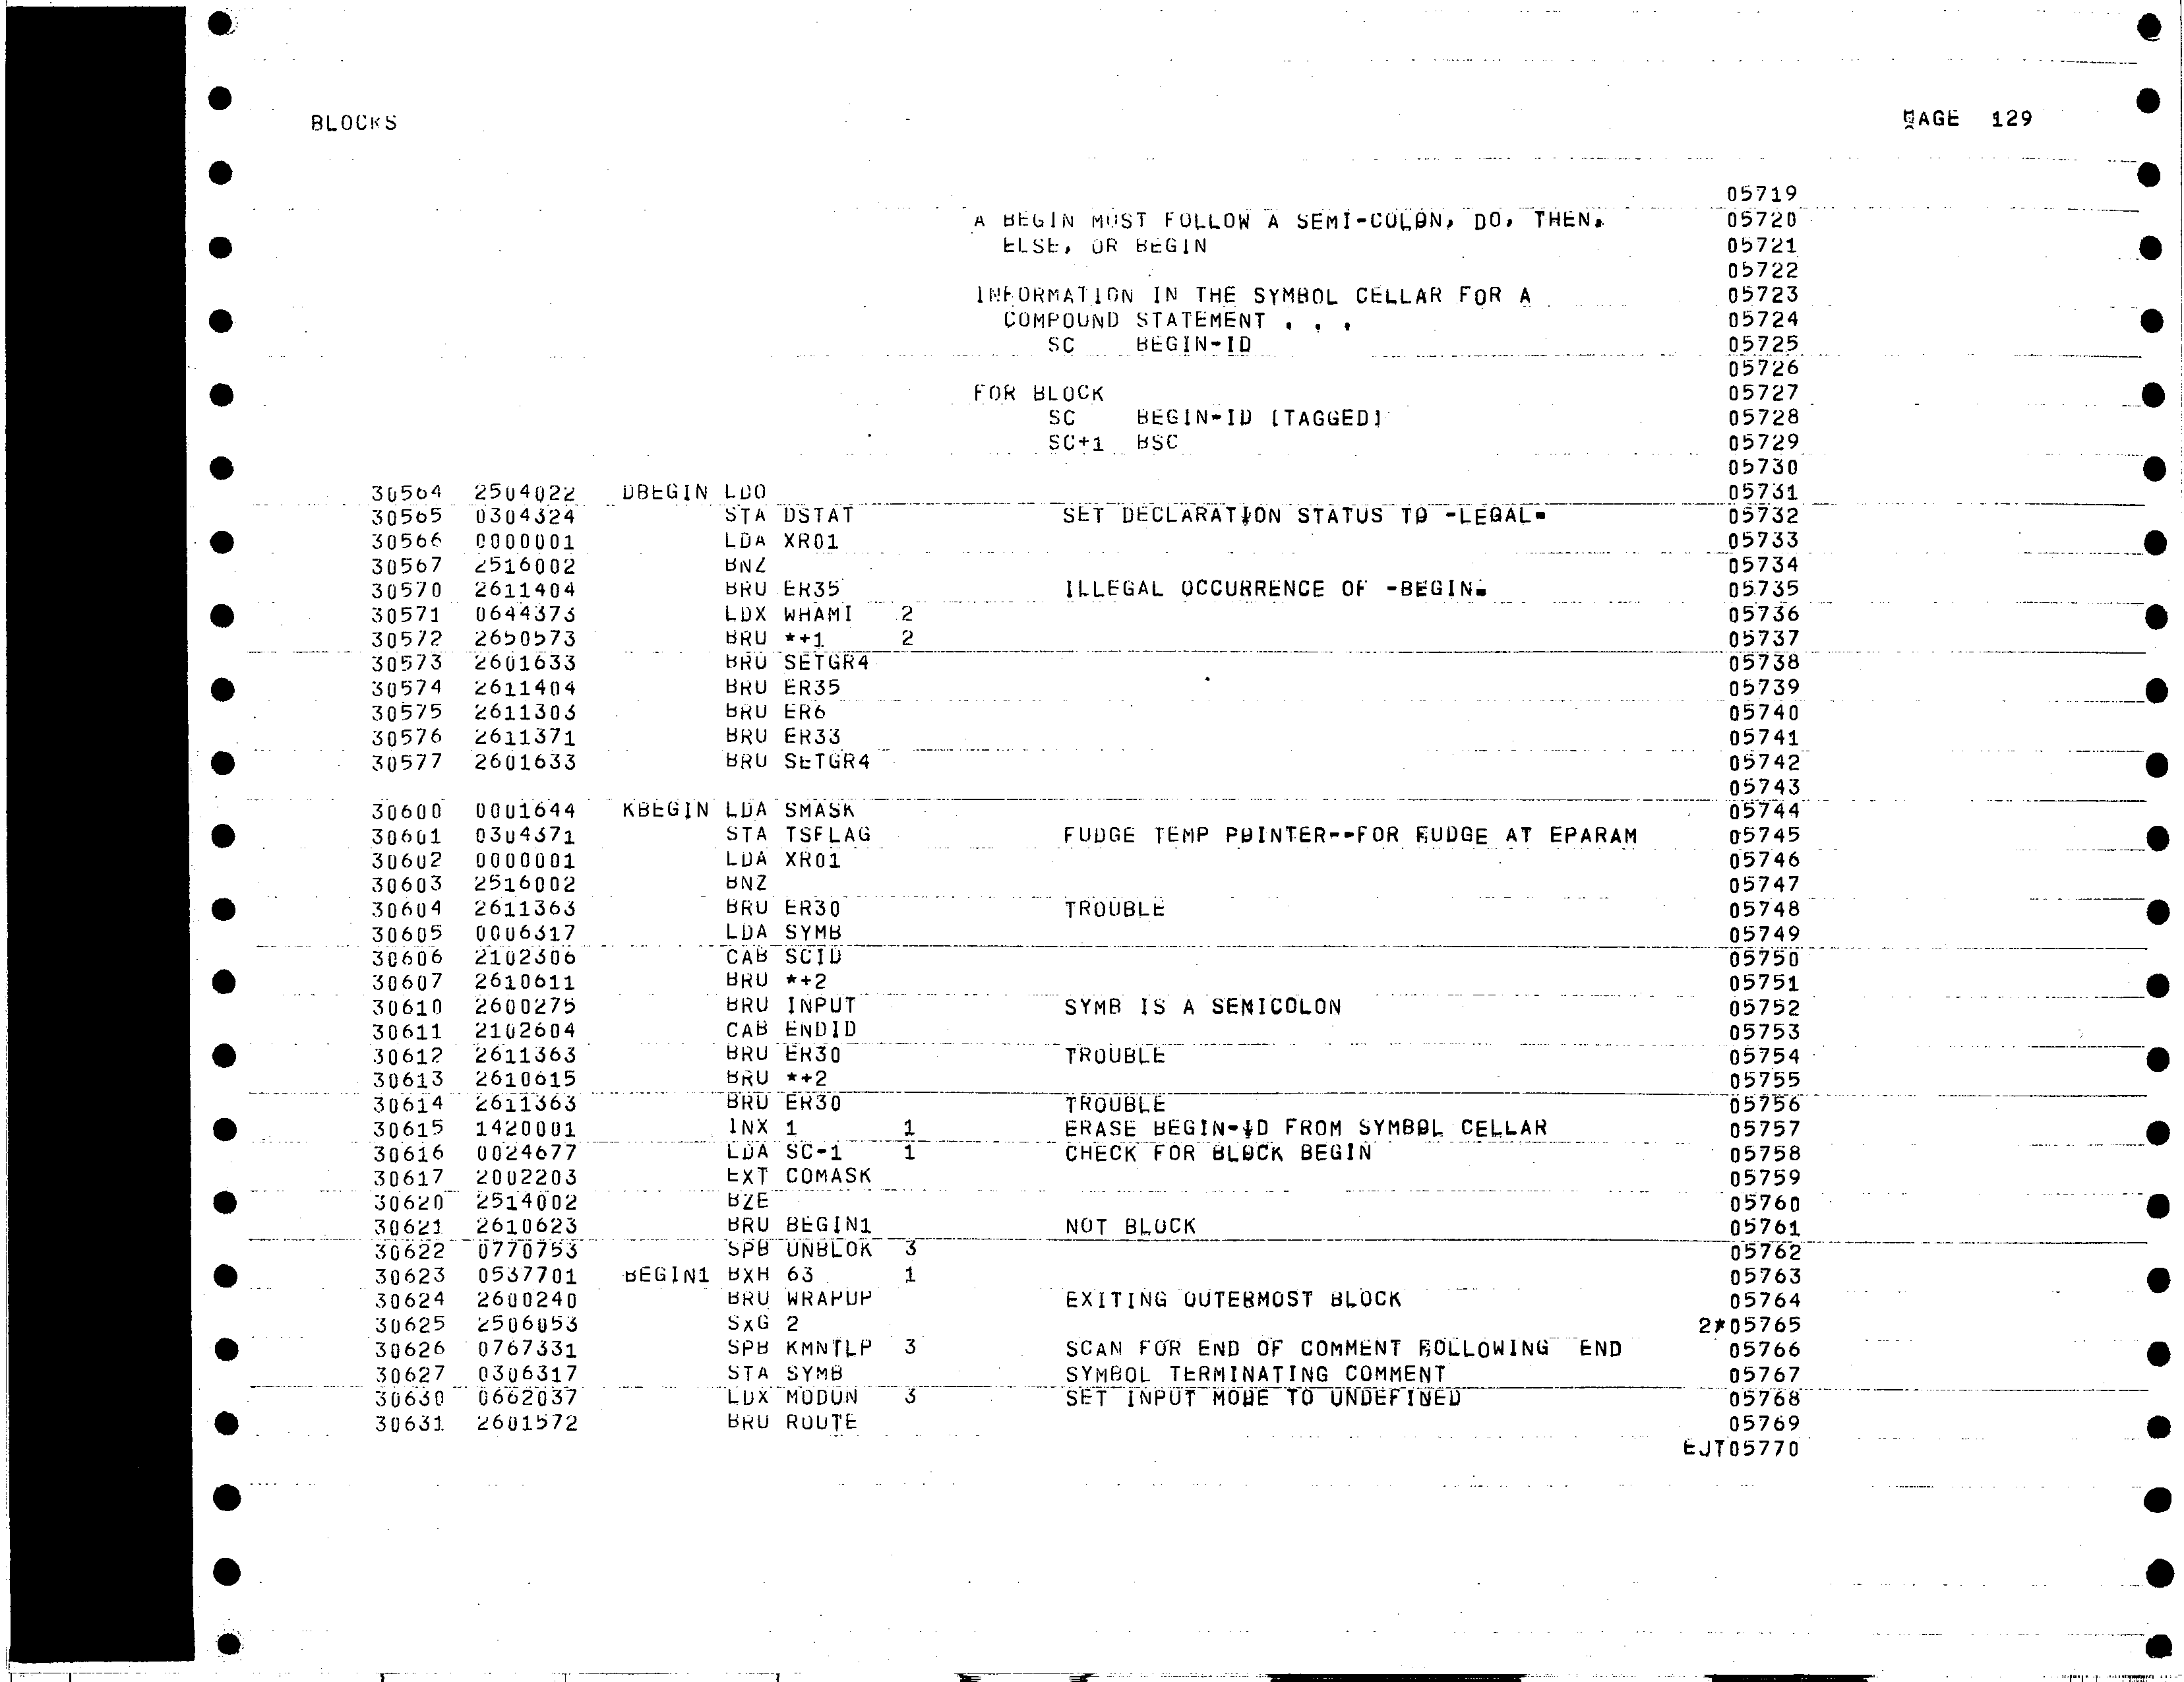 BLOCKS PAGE 129
05719
A BEGIN MUST FOLLOW A SEMI-COLON, DO, THEN, 05720
ELSE, OR BEGIN 05721
05722
INFORMATION IN THE SYMBOL CELLAR FOR A 05723
COMPOUND STATEMENT . . . 05724
SC BEGIN-ID 05725
05726
FOR BLOCK 05727
SC BEGIN-ID [TAGGED] 05728
SC+1 BSC 05729
05730
30564 2504022 DBEGIN LDO 05731
30565 0304324 STA DSTAT SET DECLARATION STATUS TO -LEGAL- 05732
30566 0000001 LDA XR01 05733
30567 2516002 BNZ 05734
30570 2611404 BRU ER35 ILLEGAL OCCURRENCE OF -BEGIN- 05735
30571 0644373 LDX WHAMI 2 05736
30572 2650573 BRU *+1 2 05737
30573 2601633 BRU SETGR4 05738
30574 2611404 BRU ER35 05739
30575 2611303 BRU ER6 05740
30576 2611371 BRU ER33 05741
30577 2601633 BRU SETGR4 05742
05743
30600 0001644 KBEGIN LDA SMASK 05744
30601 0304371 STA TSFLAG FUDGE TEMP POINTER--FOR FUDGE AT EPARAM 05745
30602 0000001 LDA XR01 05746
30603 2516002 BNZ 05747
30604 2611363 BRU ER30 TROUBLE 05748
30605 0006317 LDA SYMB 05749
30606 2102306 CAB SCID 05750
30607 2610611 BRU *+2 05751
30610 2600275 BRU INPUT SYMB IS A SEMICOLON 05752
30611 2102604 CAB ENDID 05753
30612 2611363 BRU ER30 TROUBLE 05754
30613 2610615 BRU *+2 05755
30614 2611363 BRU ER30 TROUBLE 05756
30615 1420001 INX 1 1 ERASE BEGIN-ID FROM SYMBOL CELLAR 05757
30616 0024677 LDA SC-1 1 CHECK FOR BLOCK BEGIN 05758
30617 2002203 EXT COMASK 05759
30620 2514002 BZE 05760
30621 2610623 BRU BEGIN1 NOT BLOCK 05761
30622 0770753 SPB UNBLOK 3 05762
30623 0537701 BEGIN1 BXH 63 1 05763
30624 2600240 BRU WRAPUP EXITING OUTERMOST BLOCK 05764
30625 2506053 SXG 2 2*05765
30626 0767331 SPB KMNTLP 3 SCAN FOR END OF COMMENT FOLLOWING END 05766
30627 0306317 STA SYMB SYMBOL TERMINATING COMMENT 05767
30630 0662037 LDX MODUN 3 SET INPUT MODE TO UNDEFINED 05768
30631 2601572 BRU ROUTE 05769
EJT05770